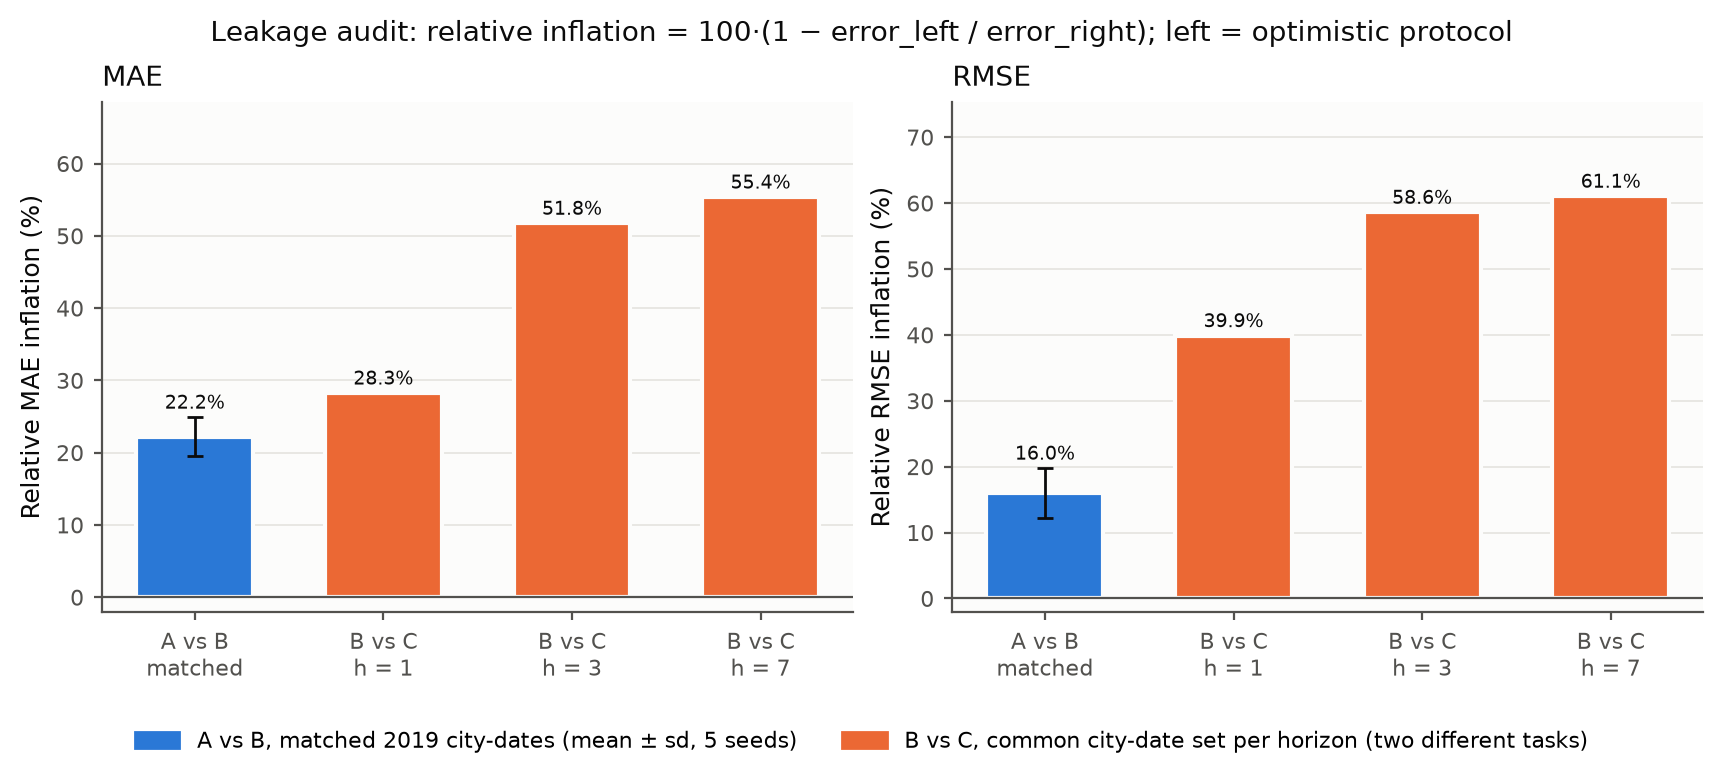 Leakage audit: relative inflation = 100·(1 − error_left / error_right); left = optimistic protocol
MAE
Relative MAE inflation (%)
60
50
40
30
20
10
0
22.2%
28.3%
51.8%
55.4%
A vs B
matched
B vs C
h = 1
B vs C
h = 3
B vs C
h = 7
RMSE
Relative RMSE inflation (%)
70
60
50
40
30
20
10
0
16.0%
39.9%
58.6%
61.1%
A vs B
matched
B vs C
h = 1
B vs C
h = 3
B vs C
h = 7
A vs B, matched 2019 city-dates (mean ± sd, 5 seeds)
B vs C, common city-date set per horizon (two different tasks)